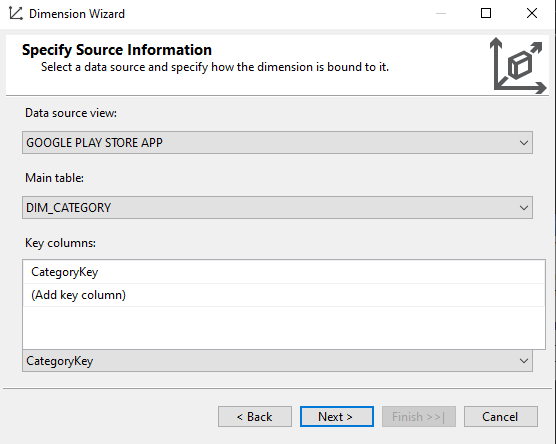 Dimension Wizard
Specify Source Information
Select a data source and specify how the dimension is bound to it.
Data source view:
GOOGLE PLAY STORE APP
Main table:
DIM_CATEGORY
Key columns:
CategoryKey
(Add key column)
CategoryKey
< Back
Next >
Finish >>|
Cancel